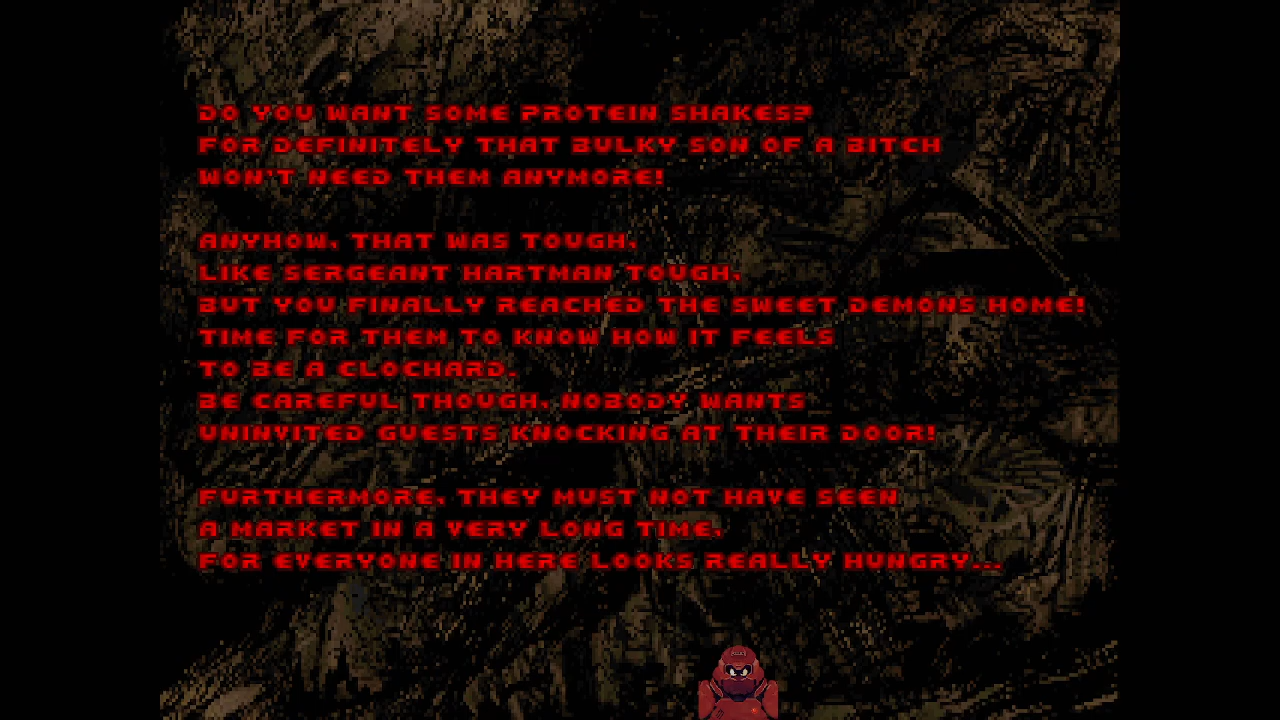 DO YOU WANT SOME PROTEIN SHAKES?
FOR DEFINITELY THAT BULKY SON OF A BITCH
WON'T NEED THEM ANYMORE!
ANYHOW, THAT WAS TOUGH,
LIKE SERGEANT HARTMAN TOUGH,
BUT YOU FINALLY REACHED THE SWEET DEMONS HOME!
TIME FOR THEM TO KNOW HOW IT FEELS
TO BE A CLOCHARD.
BE CAREFUL THOUGH, NOBODY WANTS
UNINVITED GUESTS KNOCKING AT THEIR DOOR!
FURTHERMORE, THEY MUST NOT HAVE SEEN
A MARKET IN A VERY LONG TIME,
FOR EVERYONE IN HERE LOOKS REALLY HUNGRY...